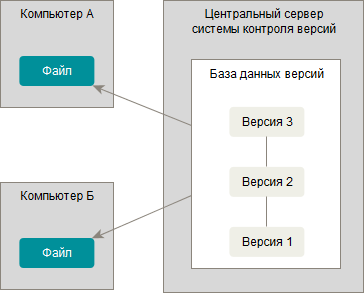 Компьютер А
Файл
Компьютер Б
Файл
Центральный сервер
системы контроля версий
База данных версий
Версия 3
Версия 2
Версия 1